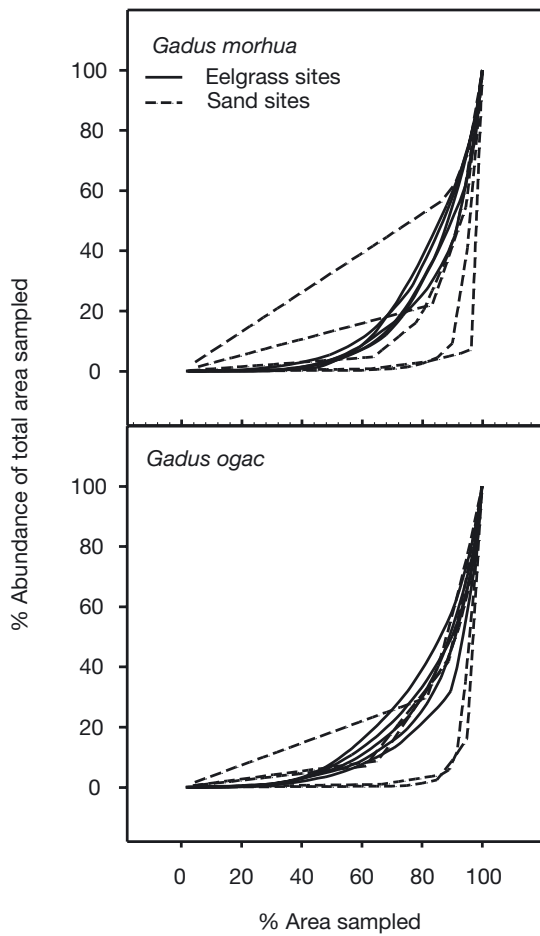 Gadus morhua
Eelgrass sites
Sand sites
100
80
60
40
20
0
% Abundance of total area sampled
Gadus ogac
100
80
60
40
20
0
0 20 40 60 80 100
% Area sampled